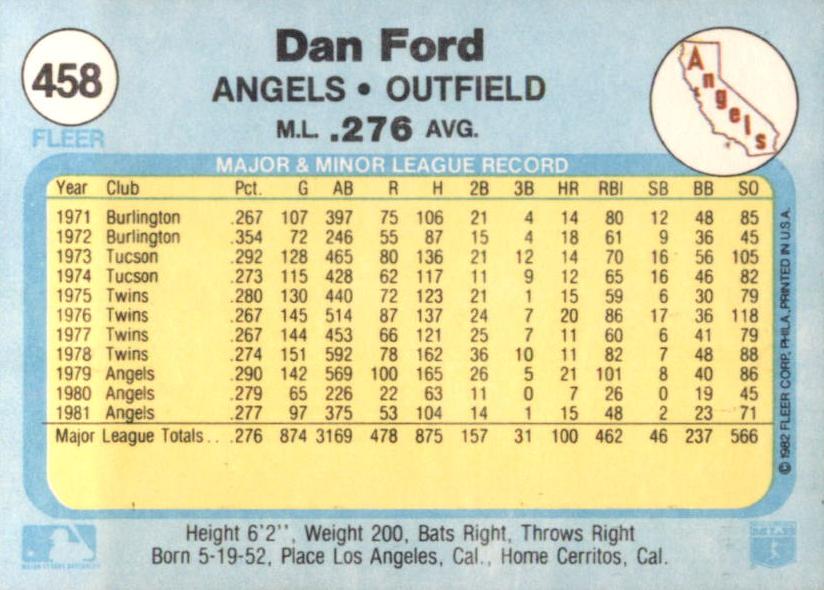 458
FLEER
Dan Ford
ANGELS • OUTFIELD
M.L. .276 AVG.
Angels
MAJOR & MINOR LEAGUE RECORD
Year Club Pct. G AB R H 2B 3B HR RBI SB BB SO
1971 Burlington .267 107 397 75 106 21 4 14 80 12 48 85
1972 Burlington .354 72 246 55 87 15 4 18 61 9 36 45
1973 Tucson .292 128 465 80 136 21 12 14 70 16 56 105
1974 Tucson .273 115 428 62 117 11 9 12 65 16 46 82
1975 Twins .280 130 440 72 123 21 1 15 59 6 30 79
1976 Twins .267 145 514 87 137 24 7 20 86 17 36 118
1977 Twins .267 144 453 66 121 25 7 11 60 6 41 79
1978 Twins .274 151 592 78 162 36 10 11 82 7 48 88
1979 Angels .290 142 569 100 165 26 5 21 101 8 40 86
1980 Angels .279 65 226 22 63 11 0 7 26 0 19 45
1981 Angels .277 97 375 53 104 14 1 15 48 2 23 71
Major League Totals . . .276 874 3169 478 875 157 31 100 462 46 237 566
© 1982 FLEER CORP. PHILA. PRINTED IN U.S.A.
Height 6'2'', Weight 200, Bats Right, Throws Right
Born 5-19-52, Place Los Angeles, Cal., Home Cerritos, Cal.